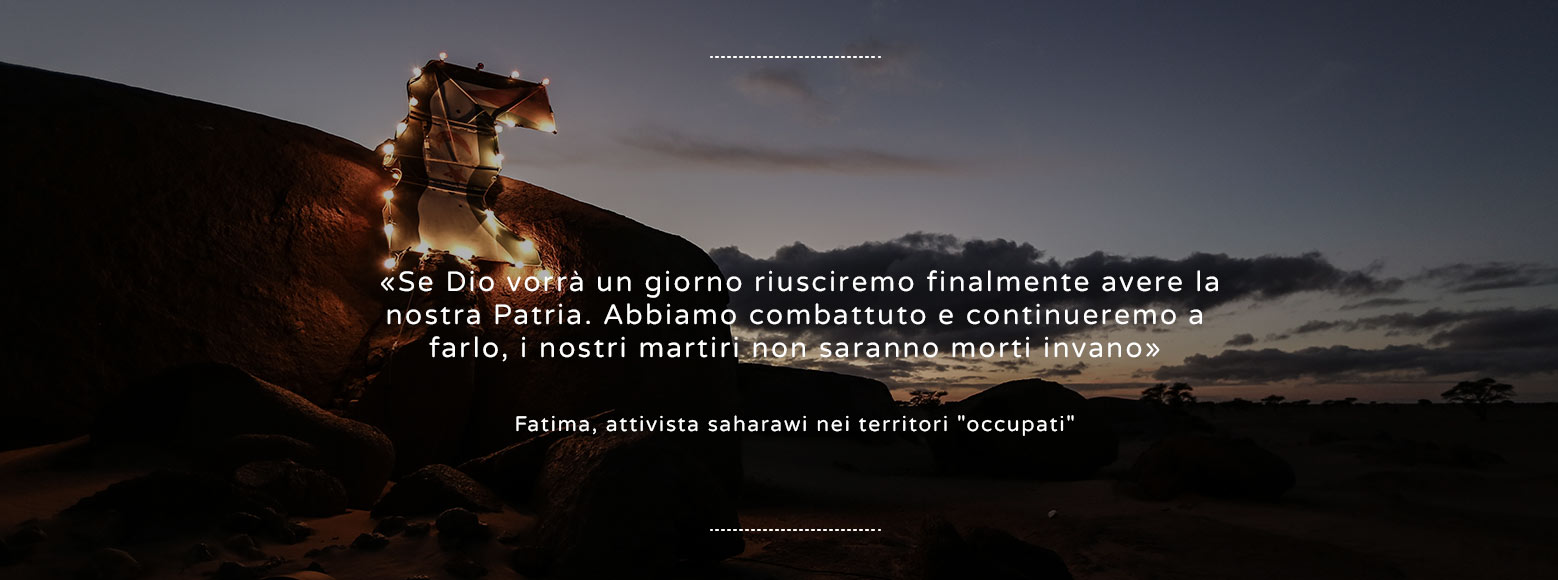 «Se Dio vorrà un giorno riusciremo finalmente avere la
nostra Patria. Abbiamo combattuto e continueremo a
farlo, i nostri martiri non saranno morti invano»
Fatima, attivista saharawi nei territori "occupati"